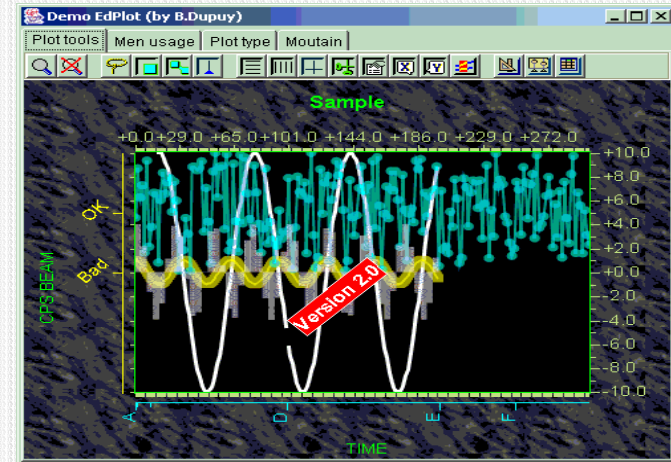 Demo EdPlot (by B.Dupuy)
Plot tools Men usage Plot type Moutain
Sample
+0.0 +29.0 +65.0 +101.0 +144.0 +186.0 +229.0 +272.0
+10.0
+8.0
+6.0
+4.0
+2.0
+0.0
-2.0
-4.0
-6.0
-8.0
-10.0
OK
Bad
CPS BEAM
Version 2.0
A D E F
TIME